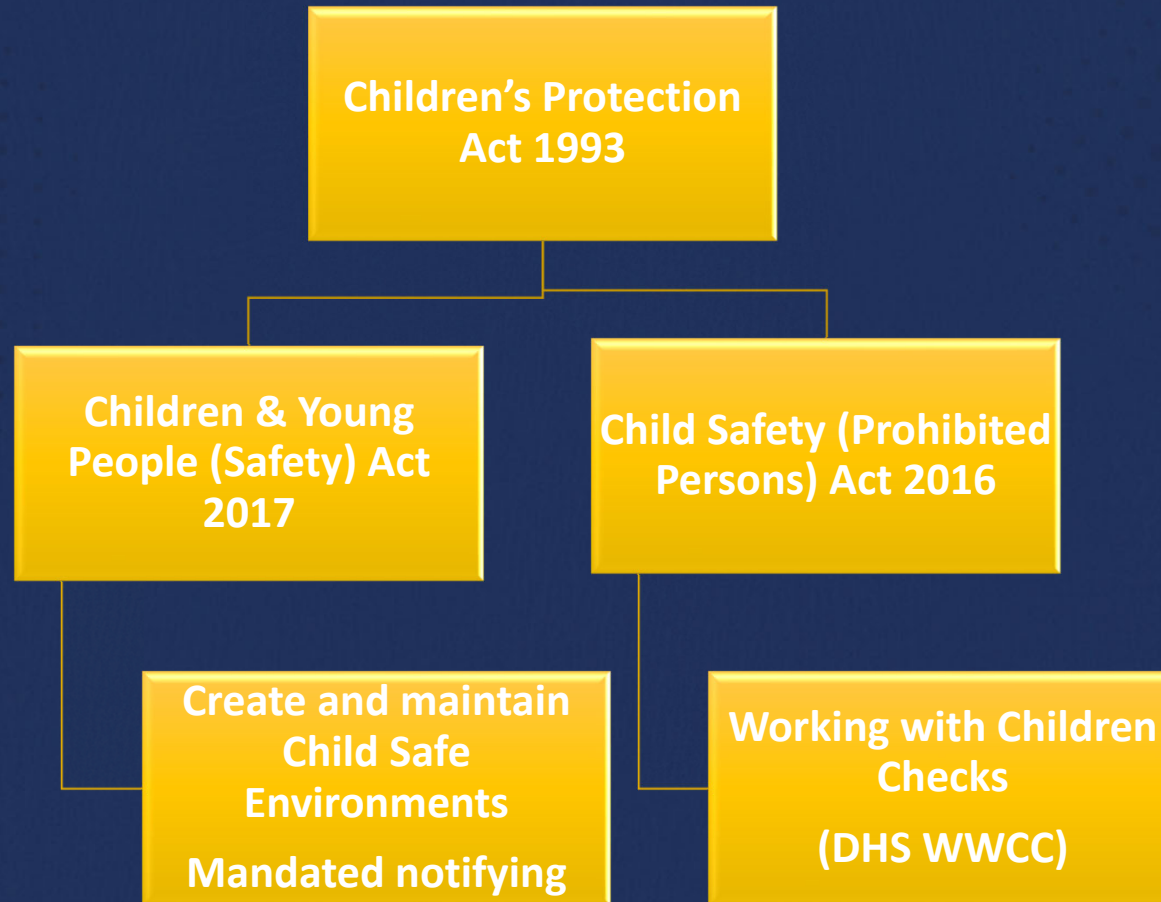 Children’s Protection
Act 1993
Children & Young
People (Safety) Act
2017
Child Safety (Prohibited
Persons) Act 2016
Create and maintain
Child Safe
Environments
Mandated notifying
Working with Children
Checks
(DHS WWCC)